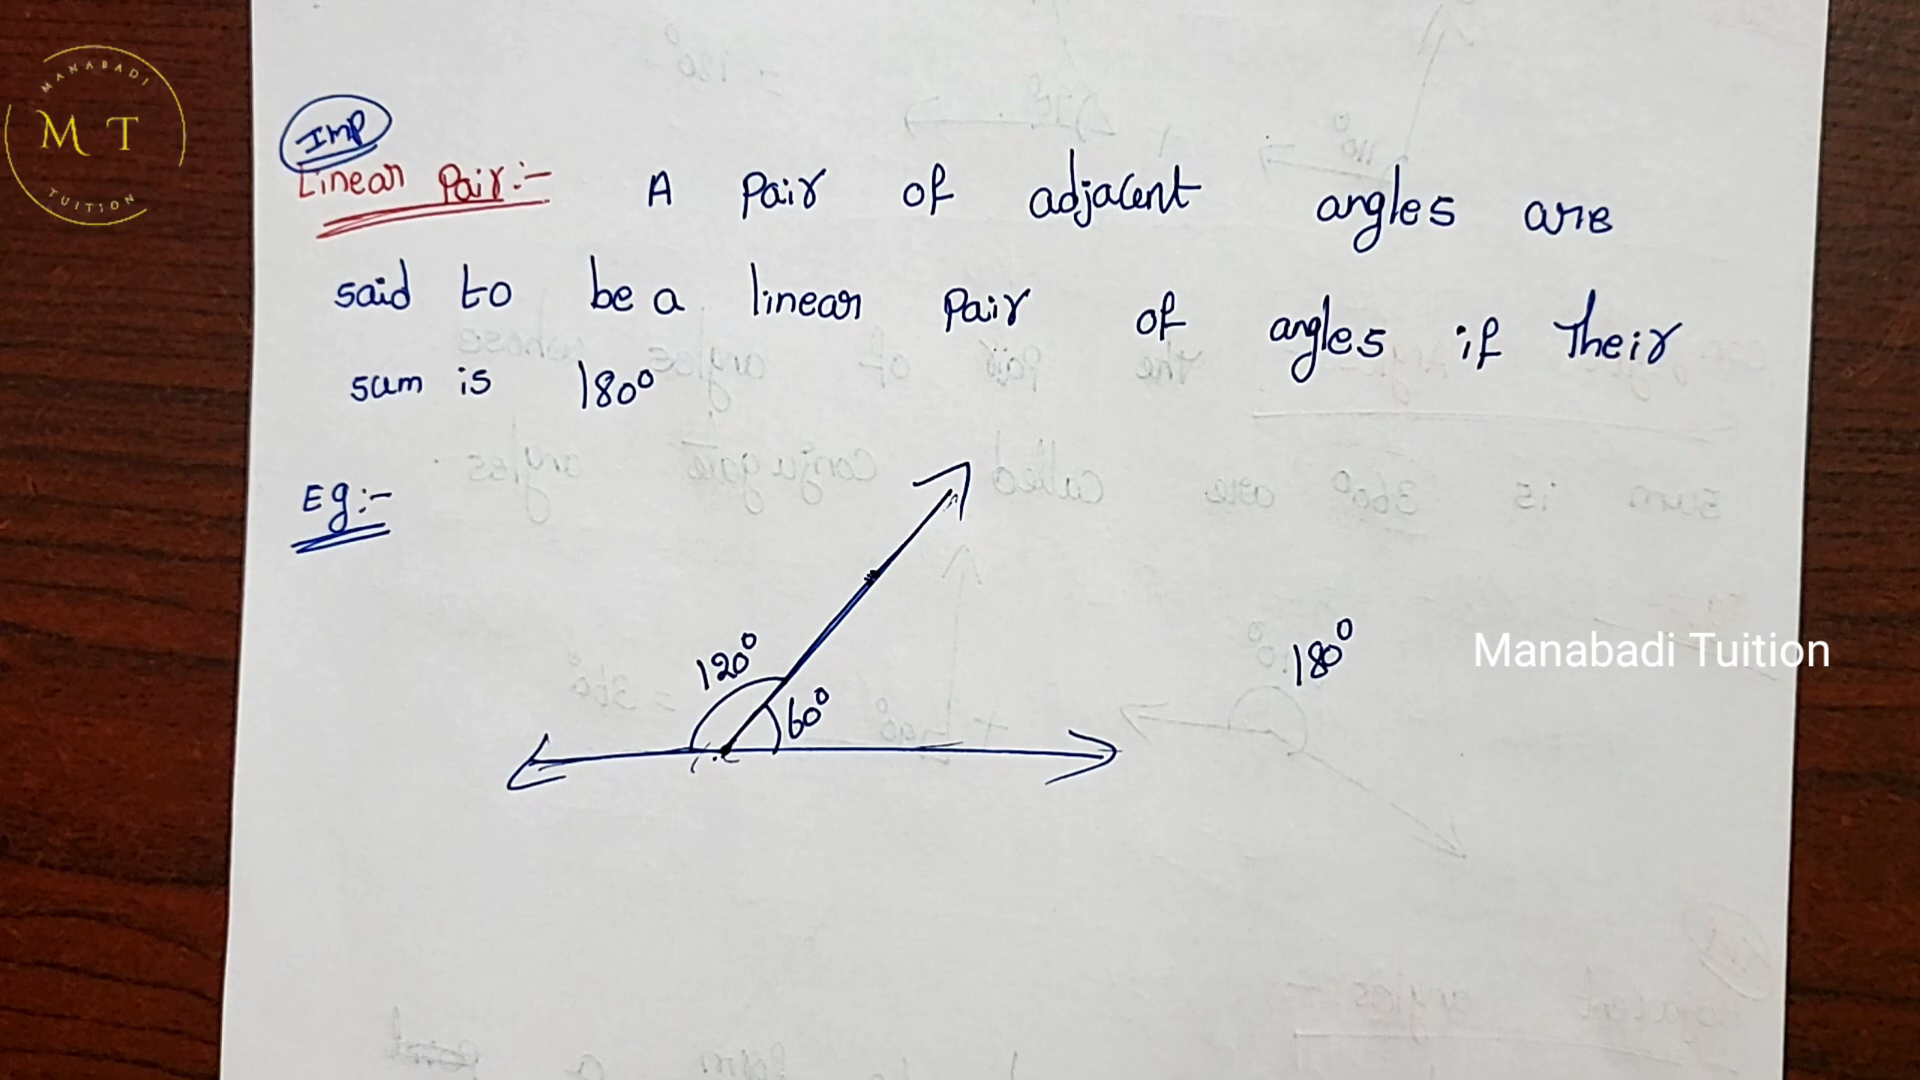 MANABADI
MT
TUITION
Imp
Linear Pair:- A pair of adjacent angles are
said to be a linear pair of angles if their
sum is 180°
Eg:-
120°
60°
180°
Manabadi Tuition